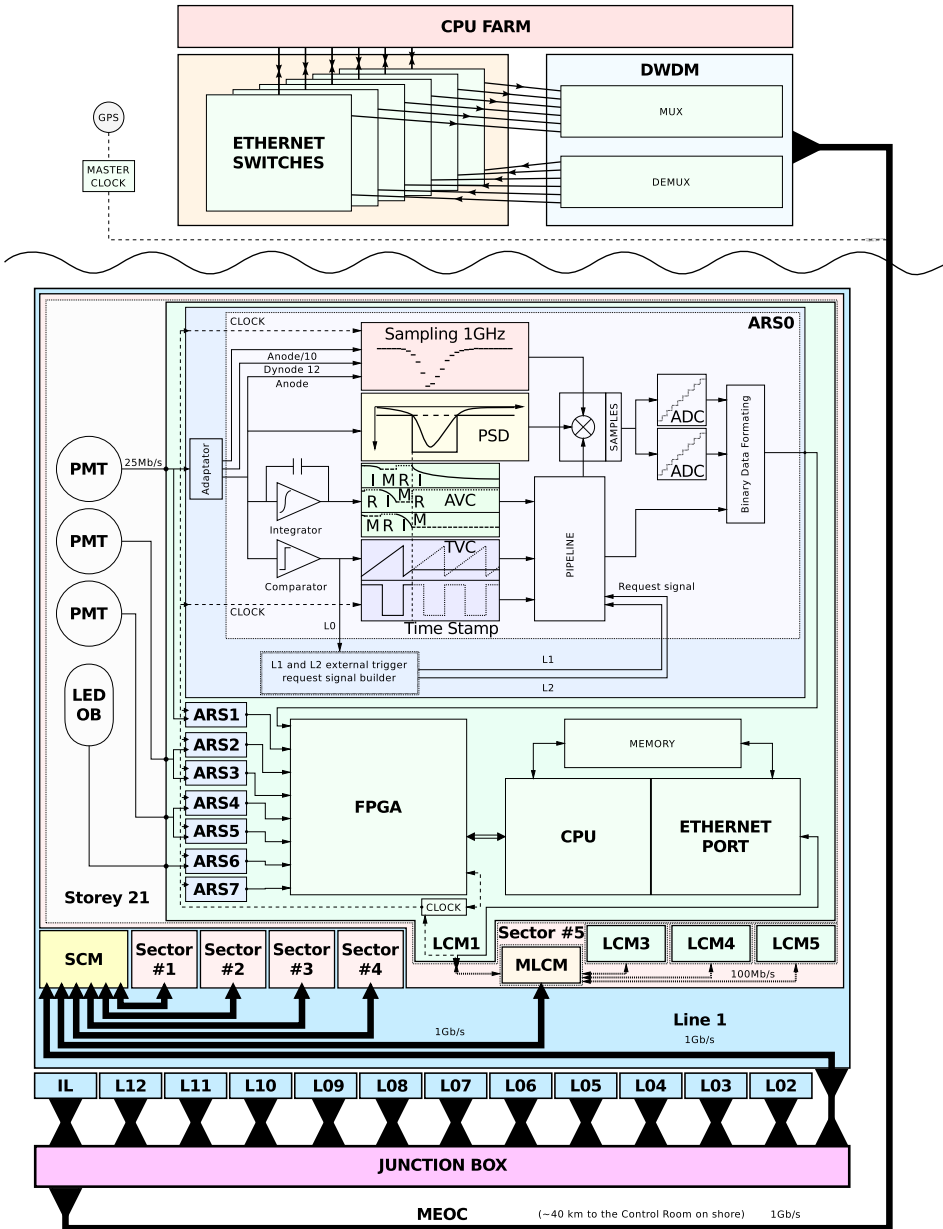 CPU FARM
DWDM
MUX
DEMUX
ETHERNET
SWITCHES
GPS
MASTER
CLOCK
CLOCK
ARS0
Sampling 1GHz
Anode/10
Dynode 12
Anode
PSD
SAMPLES
ADC
ADC
Binary Data Formating
Adaptator
25Mb/s
PMT
PMT
PMT
LED
OB
Integrator
I M R I
R I M R
AVC
M R I M
Comparator
TVC
PIPELINE
CLOCK
Time Stamp
Request signal
L0
L1 and L2 external trigger
request signal builder
L1
L2
ARS1
ARS2
ARS3
ARS4
ARS5
ARS6
ARS7
FPGA
MEMORY
CPU
ETHERNET
PORT
CLOCK
Storey 21
SCM
Sector
#1
Sector
#2
Sector
#3
Sector
#4
LCM1
Sector #5
MLCM
LCM3
LCM4
LCM5
100Mb/s
Line 1
1Gb/s
1Gb/s
IL
L12
L11
L10
L09
L08
L07
L06
L05
L04
L03
L02
JUNCTION BOX
MEOC
(~40 km to the Control Room on shore)
1Gb/s